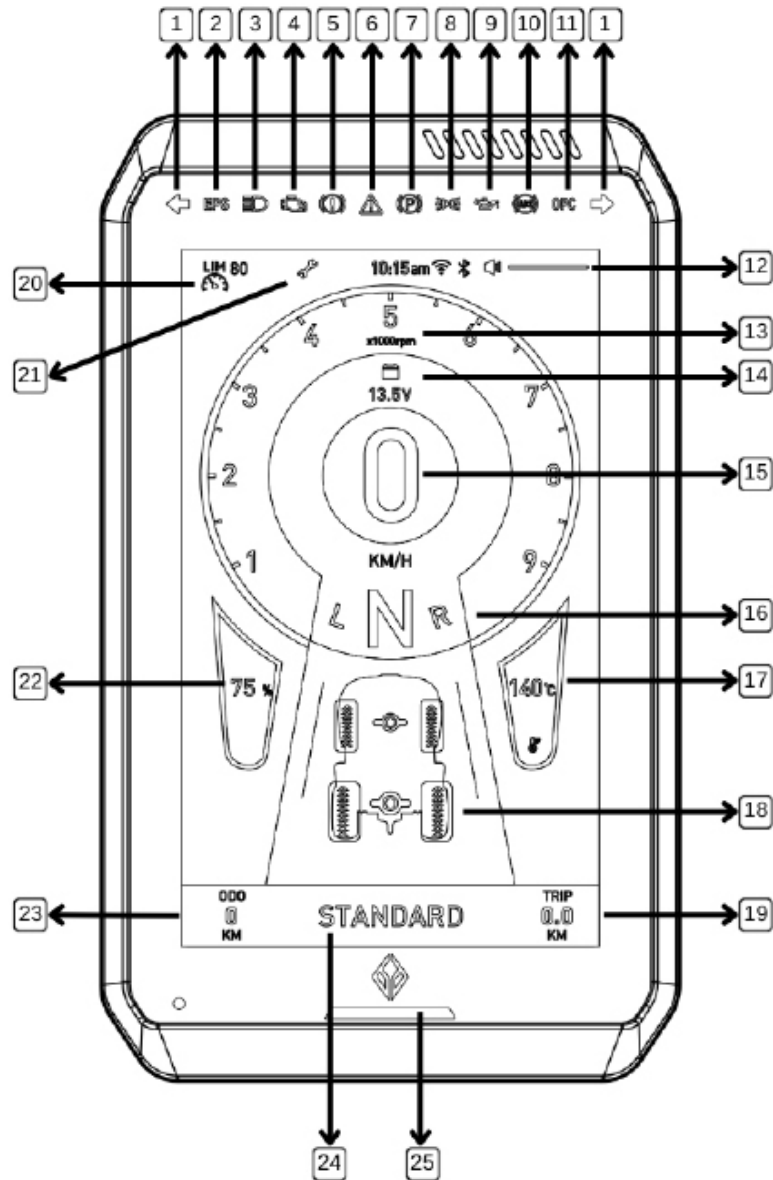 1 2 3 4 5 6 7 8 9 10 11 1
EPS P ABS OPC
20 LIM 80 10:15am 12
21
4 5 6 13
x1000rpm
14
13.5V
3 7
2 0 8 15
KM/H
1 9
L N R 16
22 75 % 140°C 17
18
ODO TRIP
23 0 STANDARD 0.0 19
KM KM
24 25